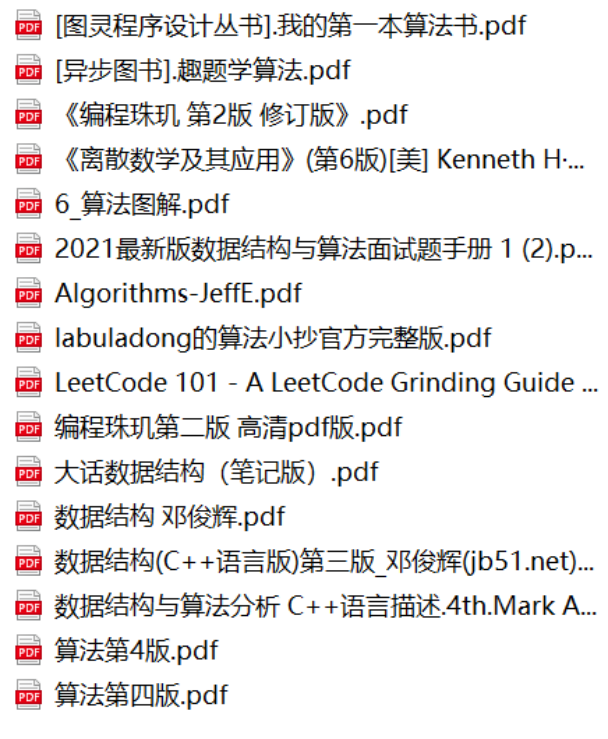 PDF [图灵程序设计丛书].我的第一本算法书.pdf
PDF [异步图书].趣题学算法.pdf
PDF 《编程珠玑 第2版 修订版》.pdf
PDF 《离散数学及其应用》(第6版)[美] Kenneth H·...
PDF 6_算法图解.pdf
PDF 2021最新版数据结构与算法面试题手册 1 (2).p...
PDF Algorithms-JeffE.pdf
PDF labuladong的算法小抄官方完整版.pdf
PDF LeetCode 101 - A LeetCode Grinding Guide ...
PDF 编程珠玑第二版 高清pdf版.pdf
PDF 大话数据结构（笔记版）.pdf
PDF 数据结构 邓俊辉.pdf
PDF 数据结构(C++语言版)第三版_邓俊辉(jb51.net)...
PDF 数据结构与算法分析 C++语言描述.4th.Mark A...
PDF 算法第4版.pdf
PDF 算法第四版.pdf